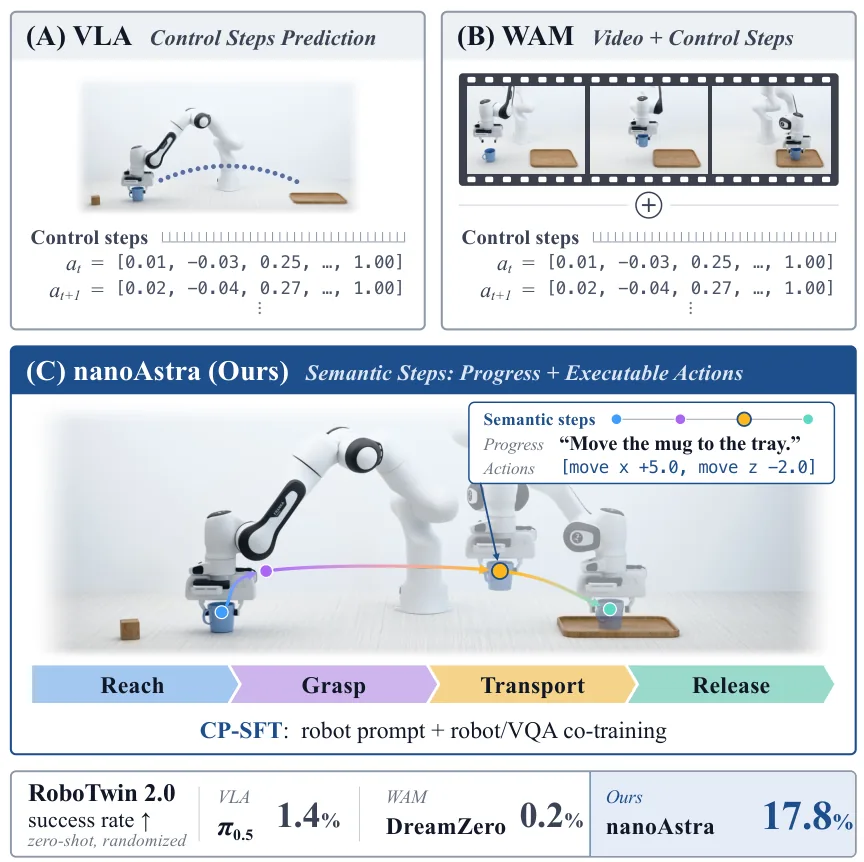 (A) VLA Control Steps Prediction
Control steps
aₜ = [0.01, −0.03, 0.25, …, 1.00]
aₜ₊₁ = [0.02, −0.04, 0.27, …, 1.00]
⋮
(B) WAM Video + Control Steps
+
Control steps
aₜ = [0.01, −0.03, 0.25, …, 1.00]
aₜ₊₁ = [0.02, −0.04, 0.27, …, 1.00]
⋮
(C) nanoAstra (Ours) Semantic Steps: Progress + Executable Actions
Semantic steps
Progress “Move the mug to the tray.”
Actions [move x +5.0, move z −2.0]
Reach Grasp Transport Release
CP-SFT: robot prompt + robot/VQA co-training
RoboTwin 2.0
success rate ↑
zero-shot, randomized
VLA
π₀.₅ 1.4%
WAM
DreamZero 0.2%
Ours
nanoAstra 17.8%